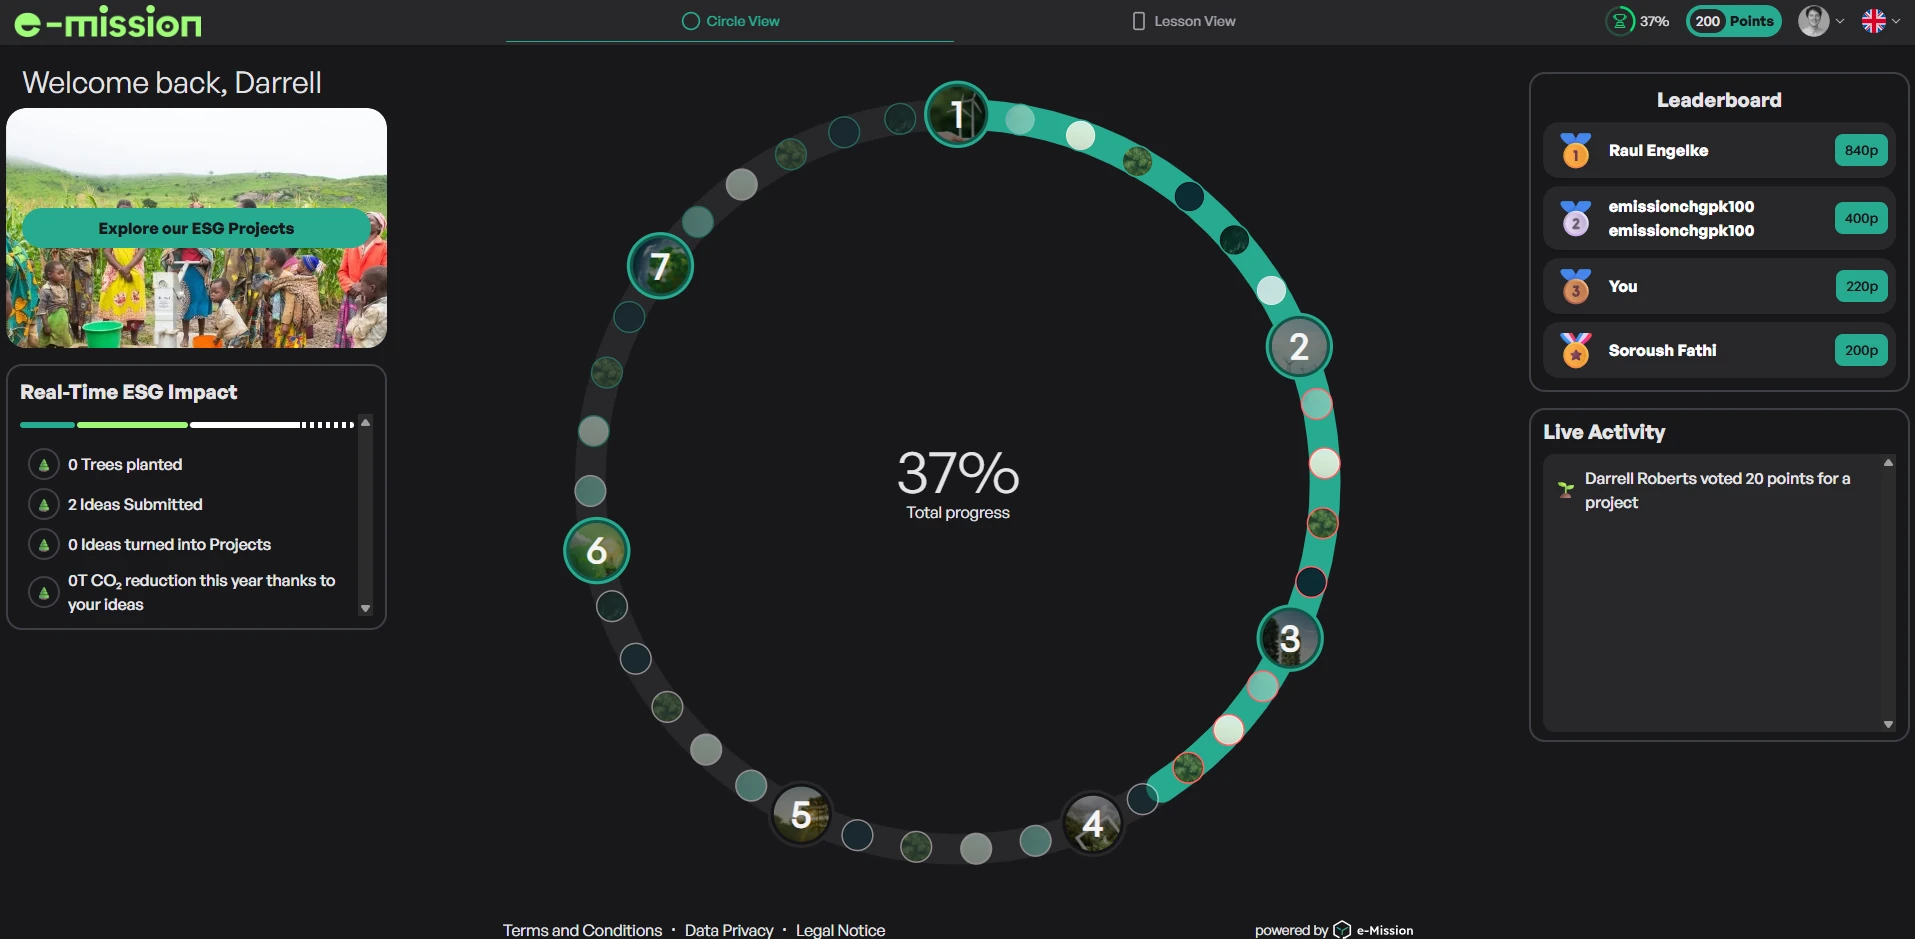 e-mission
Circle View
Lesson View
37%
200 Points
Welcome back, Darrell
Explore our ESG Projects
Real-Time ESG Impact
0 Trees planted
2 Ideas Submitted
0 Ideas turned into Projects
0T CO₂ reduction this year thanks to
your ideas
1
2
3
4
5
6
7
37%
Total progress
Leaderboard
1 Raul Engelke 840p
2 emissionchgpk100
emissionchgpk100 400p
3 You 220p
Soroush Fathi 200p
Live Activity
Darrell Roberts voted 20 points for a
project
Terms and Conditions · Data Privacy · Legal Notice
powered by e-Mission